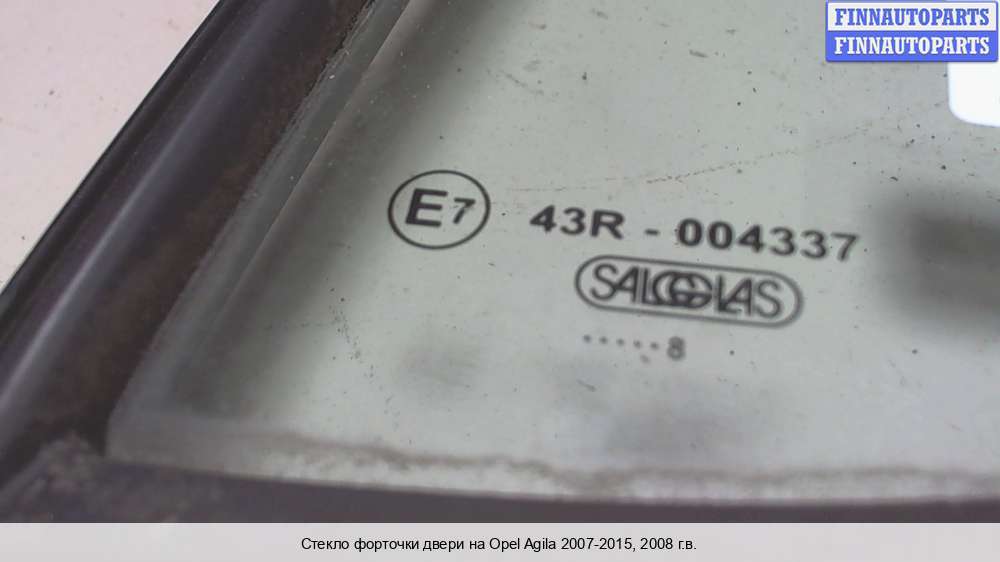 FINNAUTOPARTS
FINNAUTOPARTS
E7 43R - 004337
SALGGLAS
.....8
Стекло форточки двери на Opel Agila 2007-2015, 2008 г.в.